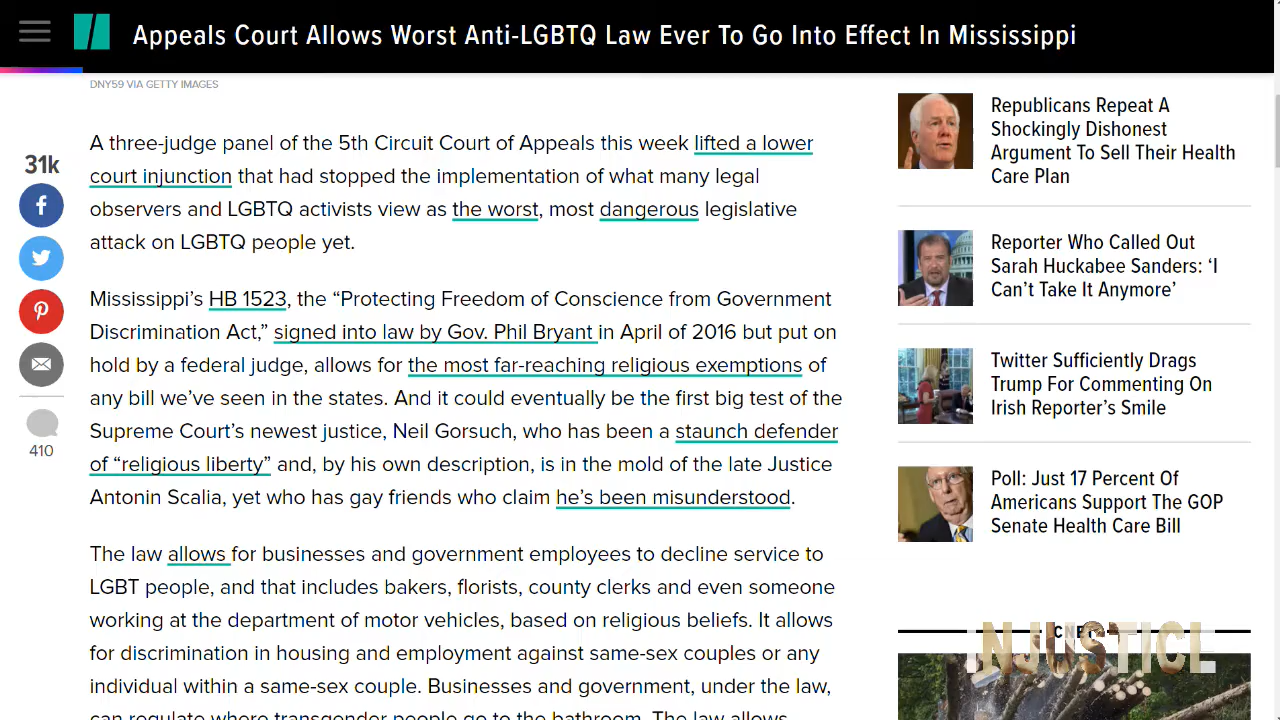 Appeals Court Allows Worst Anti-LGBTQ Law Ever To Go Into Effect In Mississippi
DNY59 VIA GETTY IMAGES
31k
410
A three-judge panel of the 5th Circuit Court of Appeals this week lifted a lower
court injunction that had stopped the implementation of what many legal
observers and LGBTQ activists view as the worst, most dangerous legislative
attack on LGBTQ people yet.
Mississippi's HB 1523, the “Protecting Freedom of Conscience from Government
Discrimination Act,” signed into law by Gov. Phil Bryant in April of 2016 but put on
hold by a federal judge, allows for the most far-reaching religious exemptions of
any bill we’ve seen in the states. And it could eventually be the first big test of the
Supreme Court’s newest justice, Neil Gorsuch, who has been a staunch defender
of “religious liberty” and, by his own description, is in the mold of the late Justice
Antonin Scalia, yet who has gay friends who claim he’s been misunderstood.
The law allows for businesses and government employees to decline service to
LGBT people, and that includes bakers, florists, county clerks and even someone
working at the department of motor vehicles, based on religious beliefs. It allows
for discrimination in housing and employment against same-sex couples or any
individual within a same-sex couple. Businesses and government, under the law,
can regulate where transgender people go to the bathroom. The law allows
Republicans Repeat A
Shockingly Dishonest
Argument To Sell Their Health
Care Plan
Reporter Who Called Out
Sarah Huckabee Sanders: ‘I
Can’t Take It Anymore’
Twitter Sufficiently Drags
Trump For Commenting On
Irish Reporter’s Smile
Poll: Just 17 Percent Of
Americans Support The GOP
Senate Health Care Bill